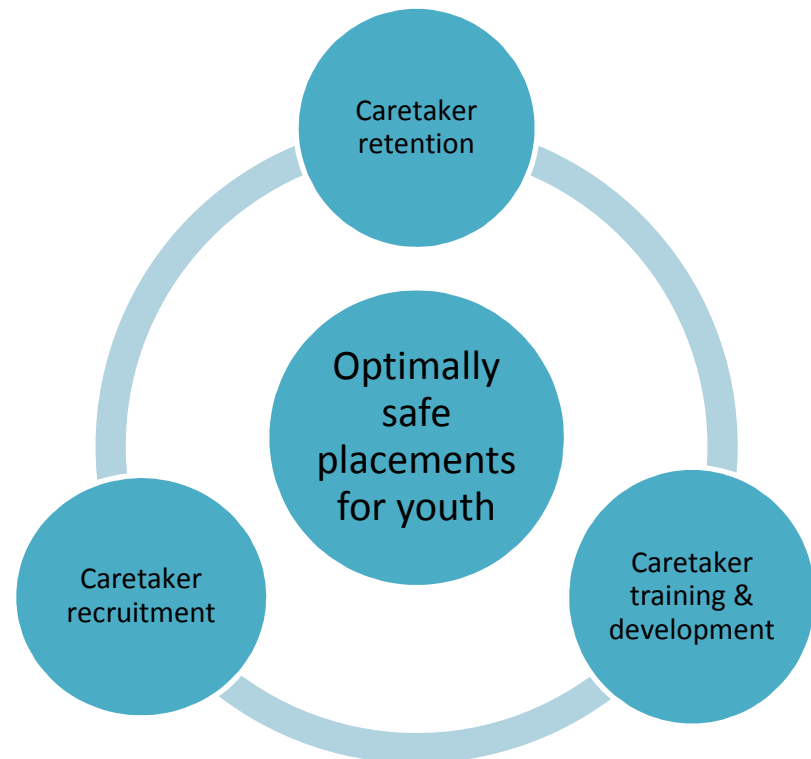 Caretaker
retention
Optimally
safe
placements
for youth
Caretaker
recruitment
Caretaker
training &
development